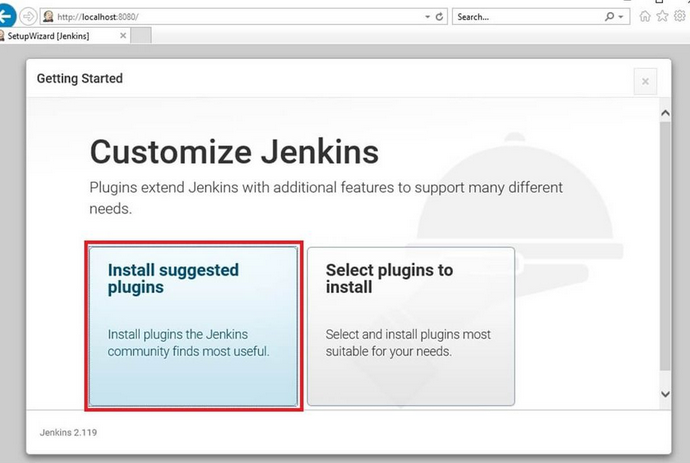 http://localhost:8080/
Search...
SetupWizard [Jenkins]
Getting Started
Customize Jenkins
Plugins extend Jenkins with additional features to support many different
needs.
Install suggested
plugins
Install plugins the Jenkins
community finds most useful.
Select plugins to
install
Select and install plugins most
suitable for your needs.
Jenkins 2.119